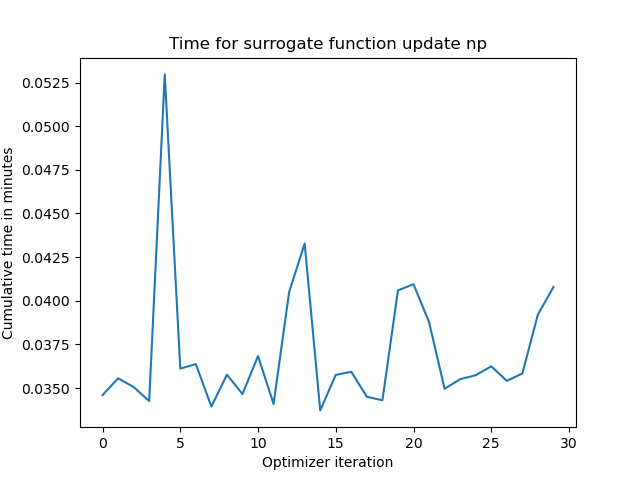 Time for surrogate function update np
0.0525
0.0500
0.0475
0.0450
0.0425
0.0400
0.0375
0.0350
Cumulative time in minutes
0 5 10 15 20 25 30
Optimizer iteration